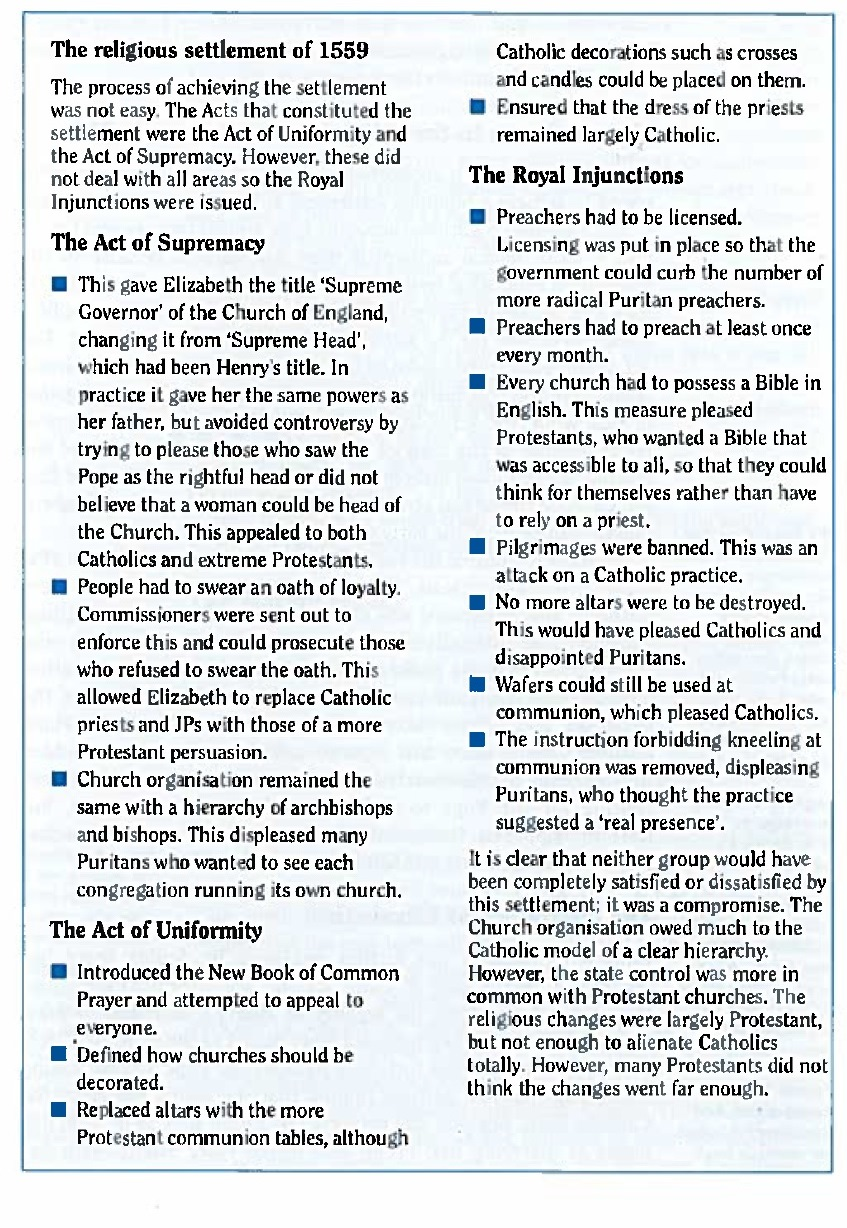 The religious settlement of 1559
The process of achieving the settlement
was not easy. The Acts that constituted the
settlement were the Act of Uniformity and
the Act of Supremacy. However, these did
not deal with all areas so the Royal
Injunctions were issued.
The Act of Supremacy
■ This gave Elizabeth the title ‘Supreme
Governor’ of the Church of England,
changing it from ‘Supreme Head’,
which had been Henry’s title. In
practice it gave her the same powers as
her father, but avoided controversy by
trying to please those who saw the
Pope as the rightful head or did not
believe that a woman could be head of
the Church. This appealed to both
Catholics and extreme Protestants.
■ People had to swear an oath of loyalty.
Commissioners were sent out to
enforce this and could prosecute those
who refused to swear the oath. This
allowed Elizabeth to replace Catholic
priests and JPs with those of a more
Protestant persuasion.
■ Church organisation remained the
same with a hierarchy of archbishops
and bishops. This displeased many
Puritans who wanted to see each
congregation running its own church.
The Act of Uniformity
■ Introduced the New Book of Common
Prayer and attempted to appeal to
everyone.
■ Defined how churches should be
decorated.
■ Replaced altars with the more
Protestant communion tables, although
Catholic decorations such as crosses
and candles could be placed on them.
■ Ensured that the dress of the priests
remained largely Catholic.
The Royal Injunctions
■ Preachers had to be licensed.
Licensing was put in place so that the
government could curb the number of
more radical Puritan preachers.
■ Preachers had to preach at least once
every month.
■ Every church had to possess a Bible in
English. This measure pleased
Protestants, who wanted a Bible that
was accessible to all, so that they could
think for themselves rather than have
to rely on a priest.
■ Pilgrimages were banned. This was an
attack on a Catholic practice.
■ No more altars were to be destroyed.
This would have pleased Catholics and
disappointed Puritans.
■ Wafers could still be used at
communion, which pleased Catholics.
■ The instruction forbidding kneeling at
communion was removed, displeasing
Puritans, who thought the practice
suggested a ‘real presence’.
It is clear that neither group would have
been completely satisfied or dissatisfied by
this settlement; it was a compromise. The
Church organisation owed much to the
Catholic model of a clear hierarchy.
However, the state control was more in
common with Protestant churches. The
religious changes were largely Protestant,
but not enough to alienate Catholics
totally. However, many Protestants did not
think the changes went far enough.